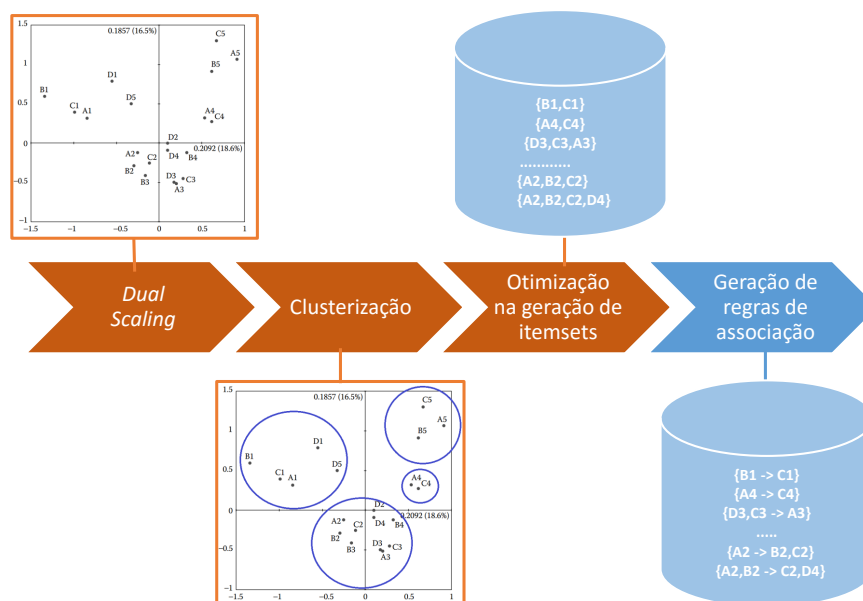 1.5
0.1857 (16.5%)
C5
A5
B5
1
D1
B1
D5
0.5
C1
A1
A4
C4
D2
0
0.2092 (18.6%)
A2
C2
D4
B4
B2
B3
D3
C3
A3
−0.5
−1
−1.5
−1
−0.5
0
0.5
1
{B1,C1}
{A4,C4}
{D3,C3,A3}
............
{A2,B2,C2}
{A2,B2,C2,D4}
Dual
Scaling
Clusterização
Otimização
na geração de
itemsets
Geração de
regras de
associação
1.5
0.1857 (16.5%)
C5
A5
B5
1
D1
B1
D5
0.5
C1
A1
A4
C4
D2
0
0.2092 (18.6%)
A2
C2
D4
B4
B2
B3
D3
C3
A3
−0.5
−1
−1.5
−1
−0.5
0
0.5
1
{B1 -> C1}
{A4 -> C4}
{D3,C3 -> A3}
.....
{A2 -> B2,C2}
{A2,B2 -> C2,D4}